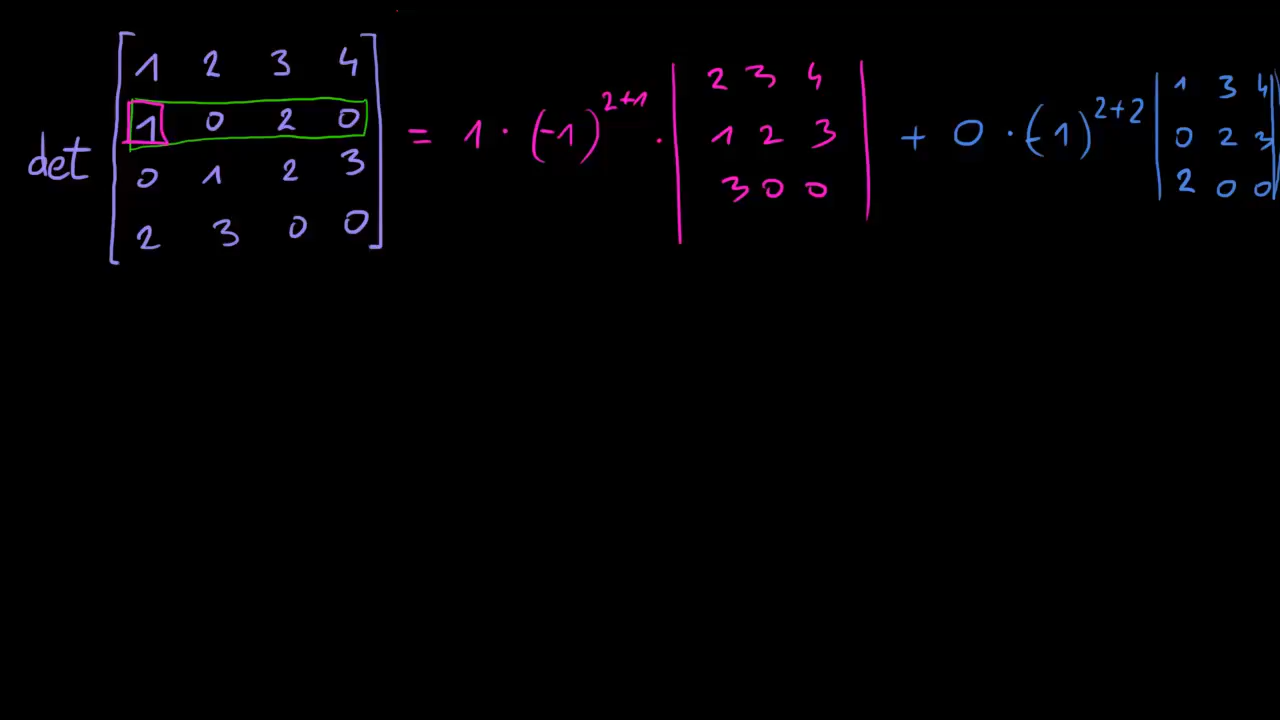 det [ 1 2 3 4
1 0 2 0
0 1 2 3
2 3 0 0 ] = 1 · (-1)^{2+1} · | 2 3 4
1 2 3
3 0 0 | + 0 · (-1)^{2+2} | 1 3 4
0 2 3
2 0 0 |